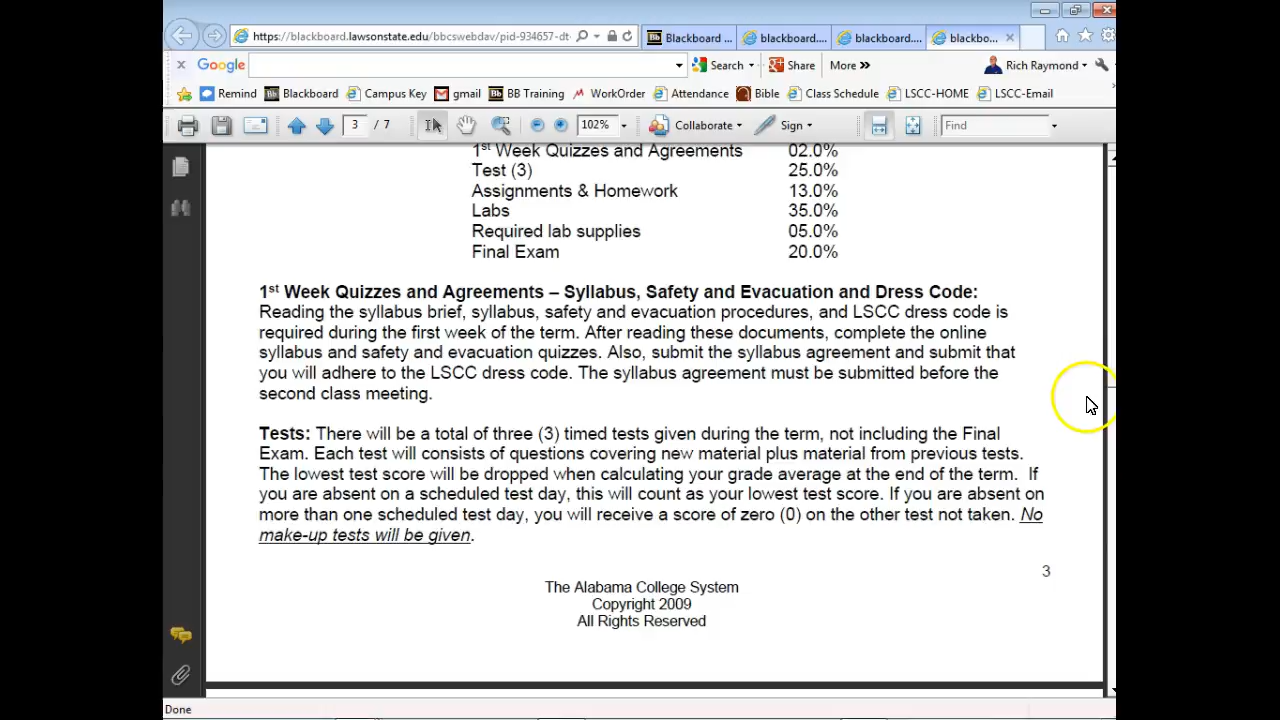 https://blackboard.lawsonstate.edu/bbcswebdav/pid-934657-dt
Blackboard ...
blackboard....
blackboard....
blackbo...
Google
Search
Share
More »
Rich Raymond
Remind
Blackboard
Campus Key
gmail
BB Training
WorkOrder
Attendance
Bible
Class Schedule
LSCC-HOME
LSCC-Email
3 / 7
102%
Collaborate
Sign
Find
1st Week Quizzes and Agreements 02.0%
Test (3) 25.0%
Assignments & Homework 13.0%
Labs 35.0%
Required lab supplies 05.0%
Final Exam 20.0%
1st Week Quizzes and Agreements – Syllabus, Safety and Evacuation and Dress Code:
Reading the syllabus brief, syllabus, safety and evacuation procedures, and LSCC dress code is
required during the first week of the term. After reading these documents, complete the online
syllabus and safety and evacuation quizzes. Also, submit the syllabus agreement and submit that
you will adhere to the LSCC dress code. The syllabus agreement must be submitted before the
second class meeting.
Tests: There will be a total of three (3) timed tests given during the term, not including the Final
Exam. Each test will consists of questions covering new material plus material from previous tests.
The lowest test score will be dropped when calculating your grade average at the end of the term. If
you are absent on a scheduled test day, this will count as your lowest test score. If you are absent on
more than one scheduled test day, you will receive a score of zero (0) on the other test not taken. No
make-up tests will be given.
3
The Alabama College System
Copyright 2009
All Rights Reserved
Done